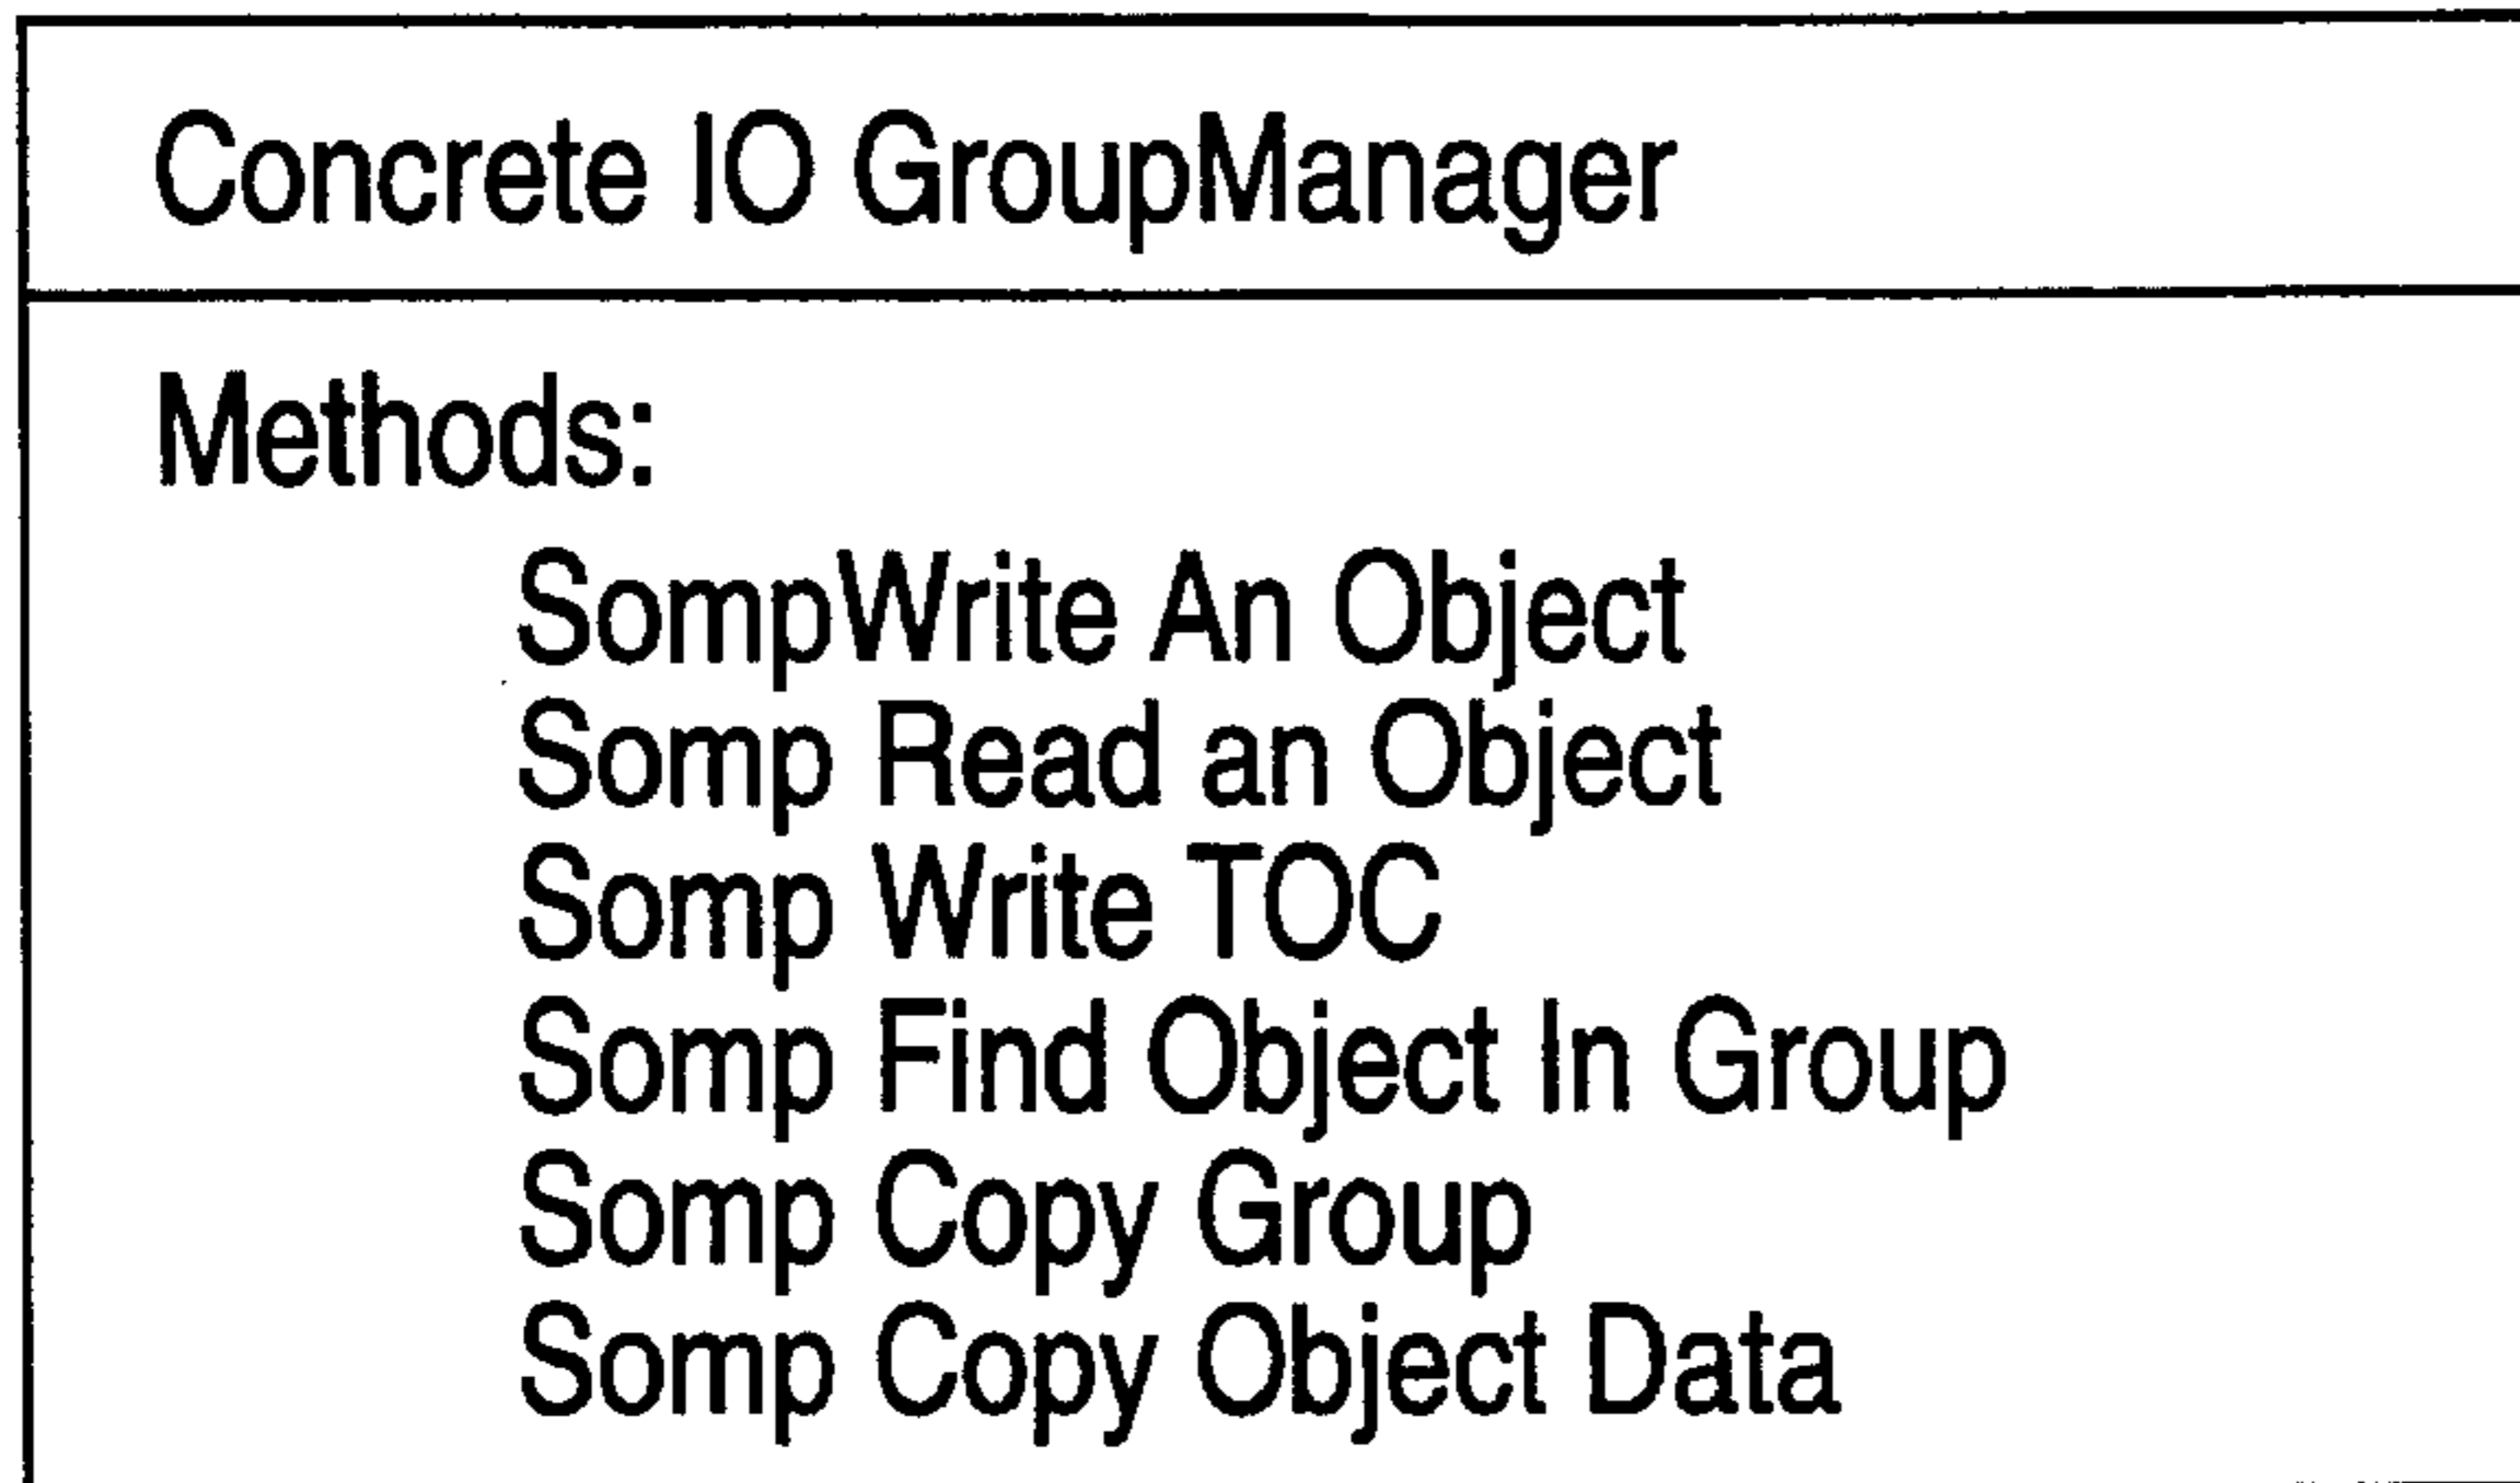 Concrete IO GroupManager
Methods:
SompWrite An Object
Somp Read an Object
Somp Write TOC
Somp Find Object In Group
Somp Copy Group
Somp Copy Object Data